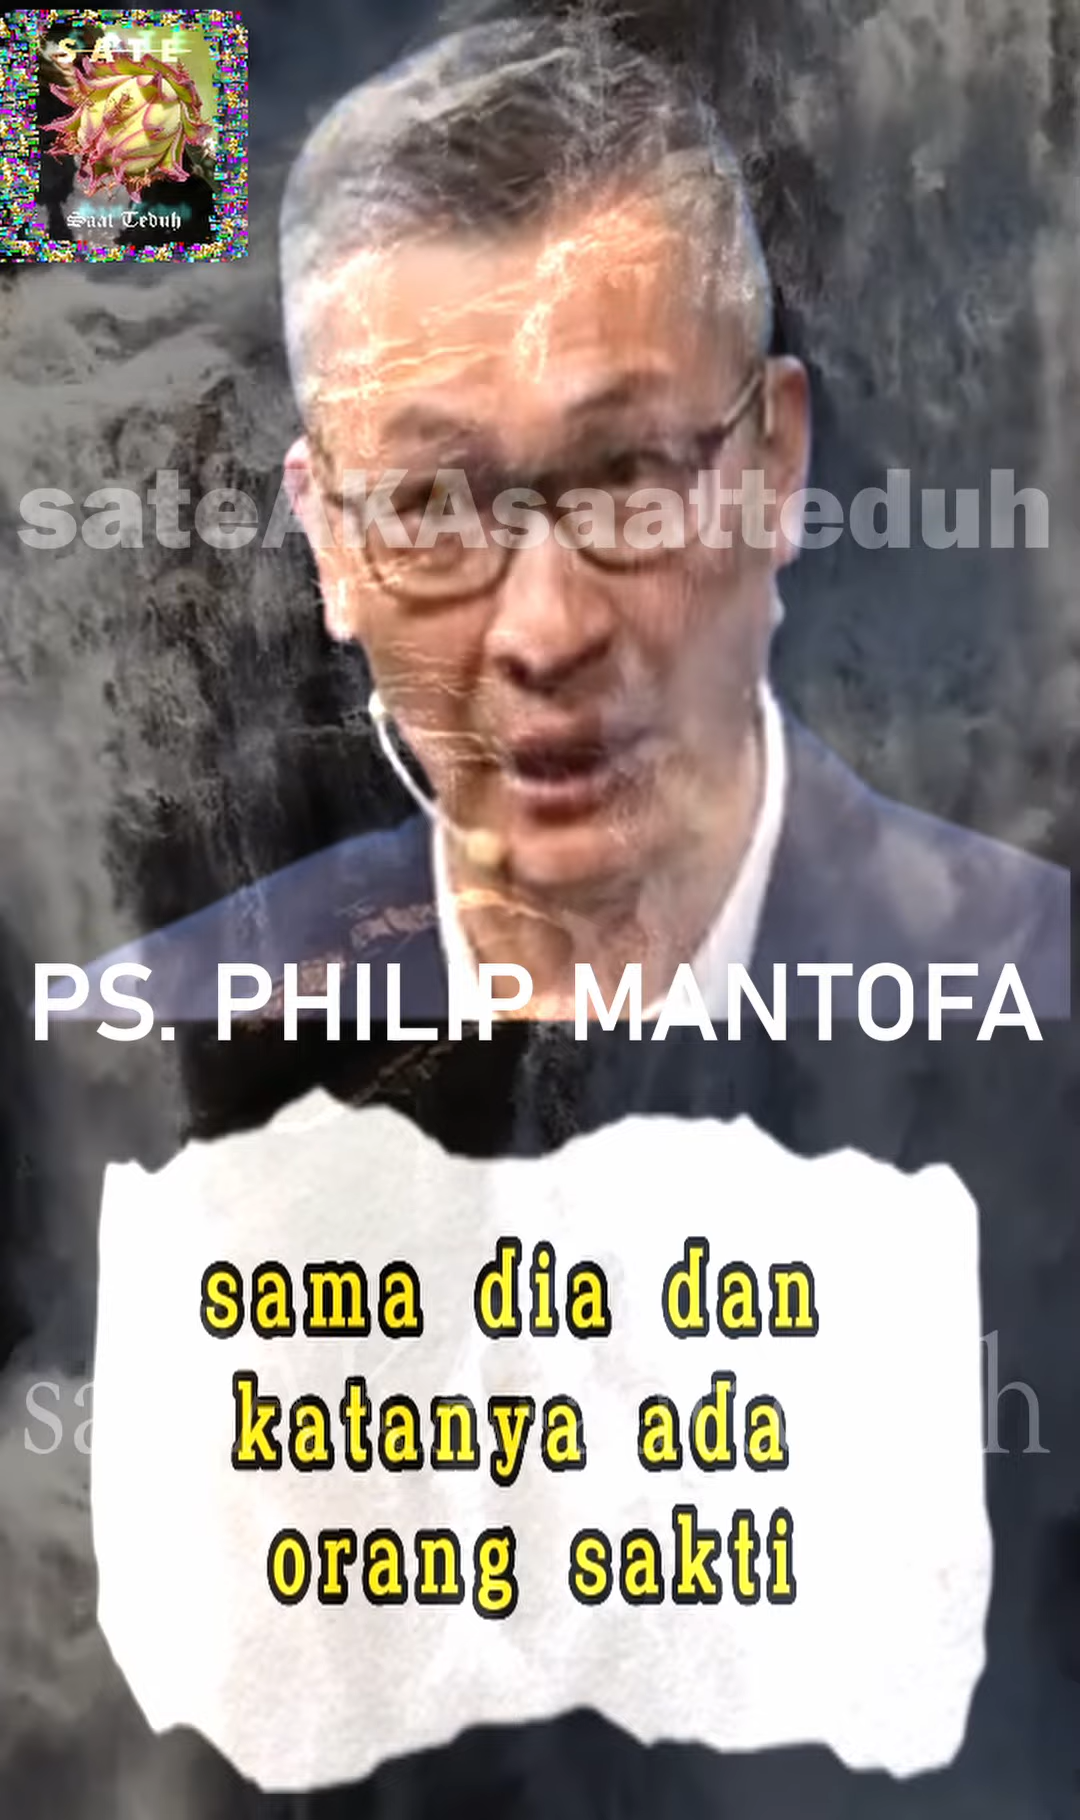 SATE
Saat Teduh
sateAKAsaatteduh
PS. PHILIP MANTOFA
sama dia dan
katanya ada
orang sakti